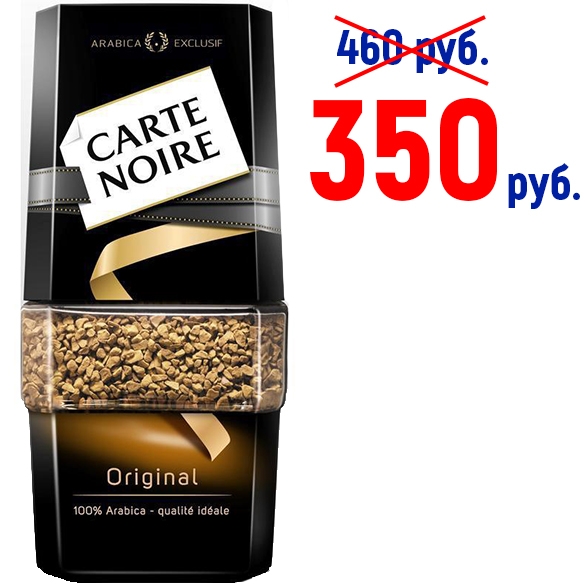 ARABICA EXCLUSIF
CARTE
NOIRE
Original
100% Arabica - qualité idéale
460 руб.
350 руб.